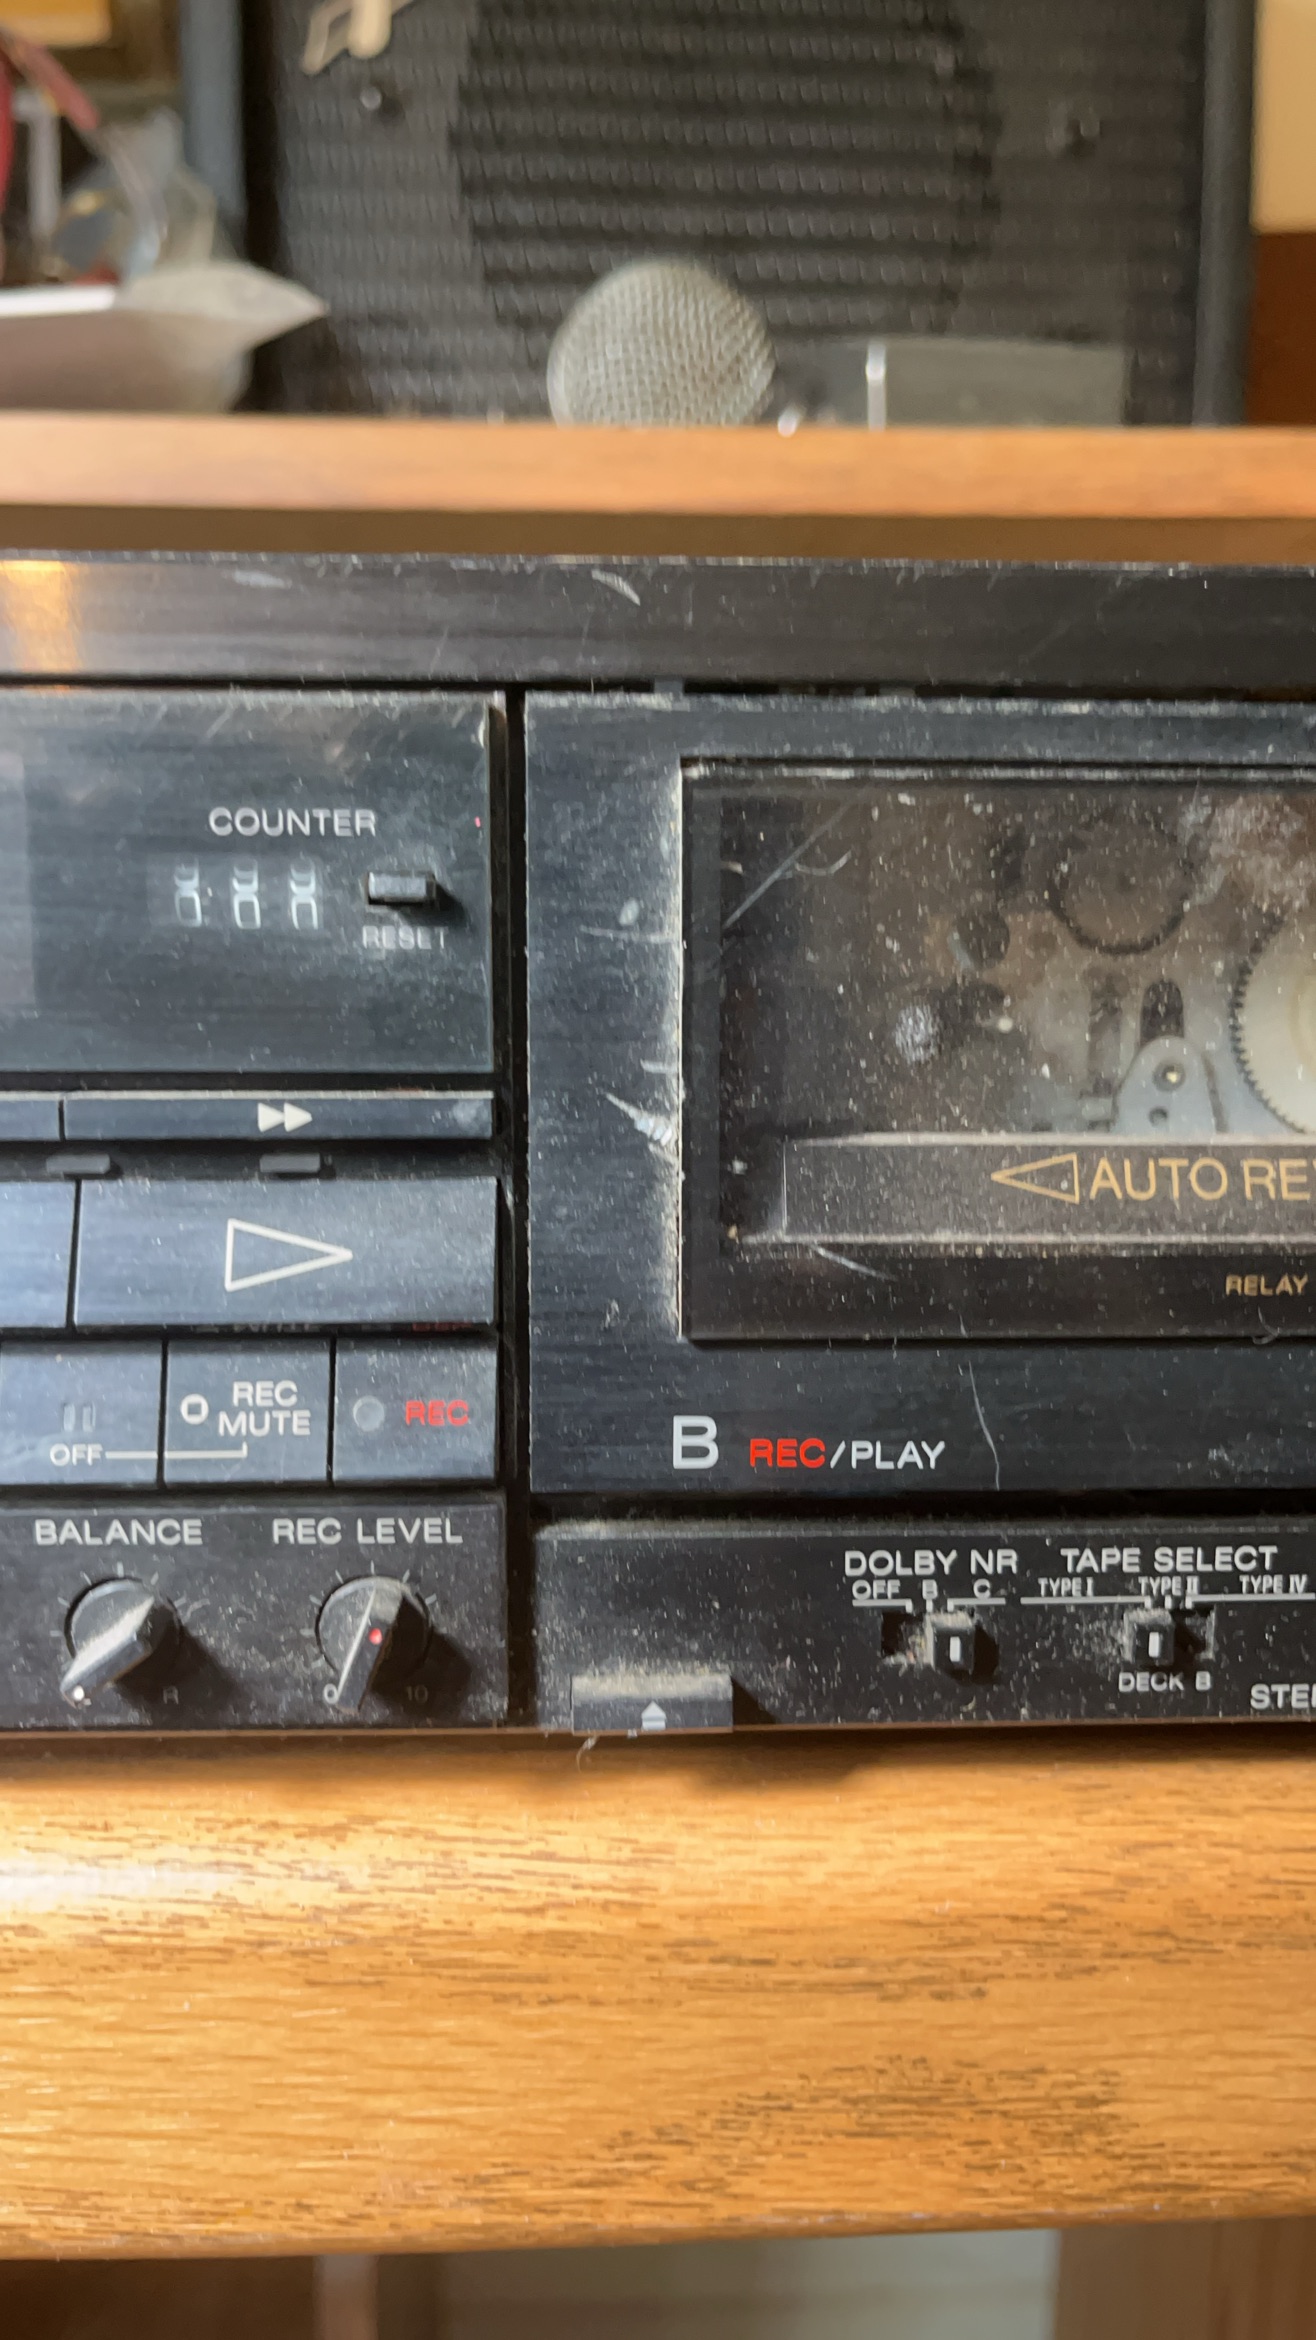 COUNTER
RESET
AUTO RE
RELAY
REC
MUTE
REC
OFF
B REC/PLAY
BALANCE
REC LEVEL
R
0
10
DOLBY NR
OFF B C
TAPE SELECT
TYPE I TYPE II TYPE IV
DECK B
STE